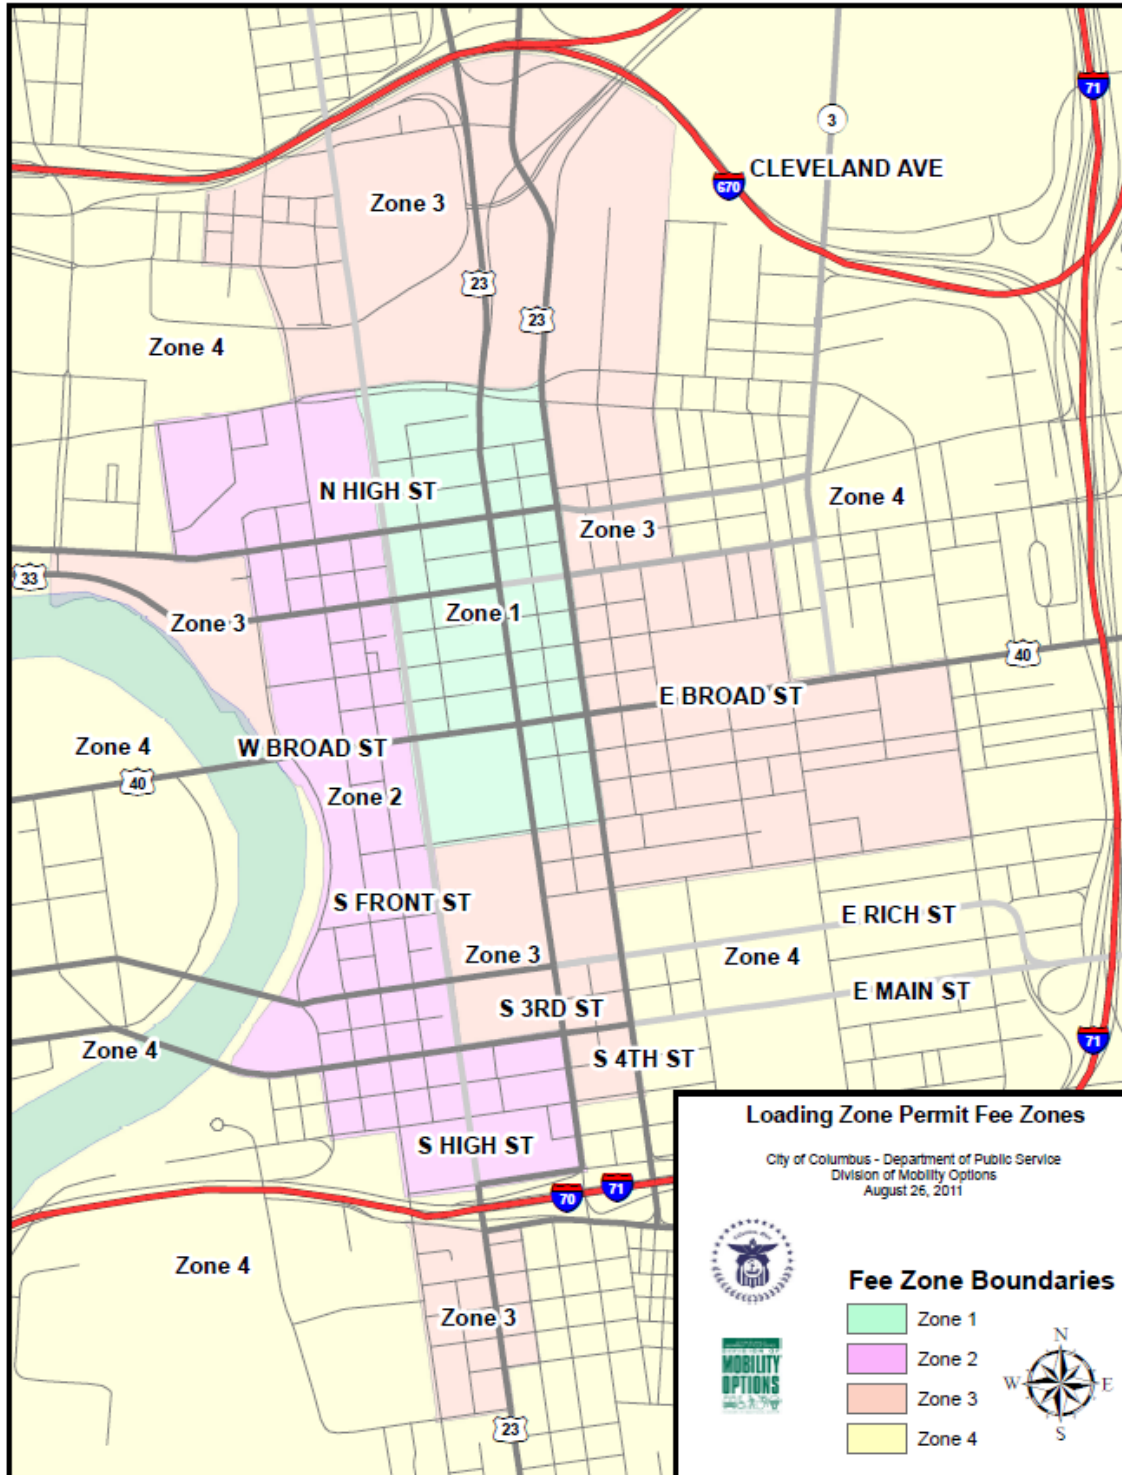 71
3
CLEVELAND AVE
670
Zone 3
23
23
Zone 4
N HIGH ST
Zone 4
Zone 3
33
Zone 3
Zone 1
40
E BROAD ST
Zone 4
W BROAD ST
40
Zone 2
S FRONT ST
E RICH ST
Zone 3
Zone 4
E MAIN ST
S 3RD ST
71
Zone 4
S 4TH ST
Loading Zone Permit Fee Zones
S HIGH ST
City of Columbus - Department of Public Service
Division of Mobility Options
August 26, 2011
70
71
Zone 4
Fee Zone Boundaries
Zone 3
Zone 1
Zone 2
Zone 3
Zone 4
DIVISION OF
MOBILITY
OPTIONS
N
W
E
S
23